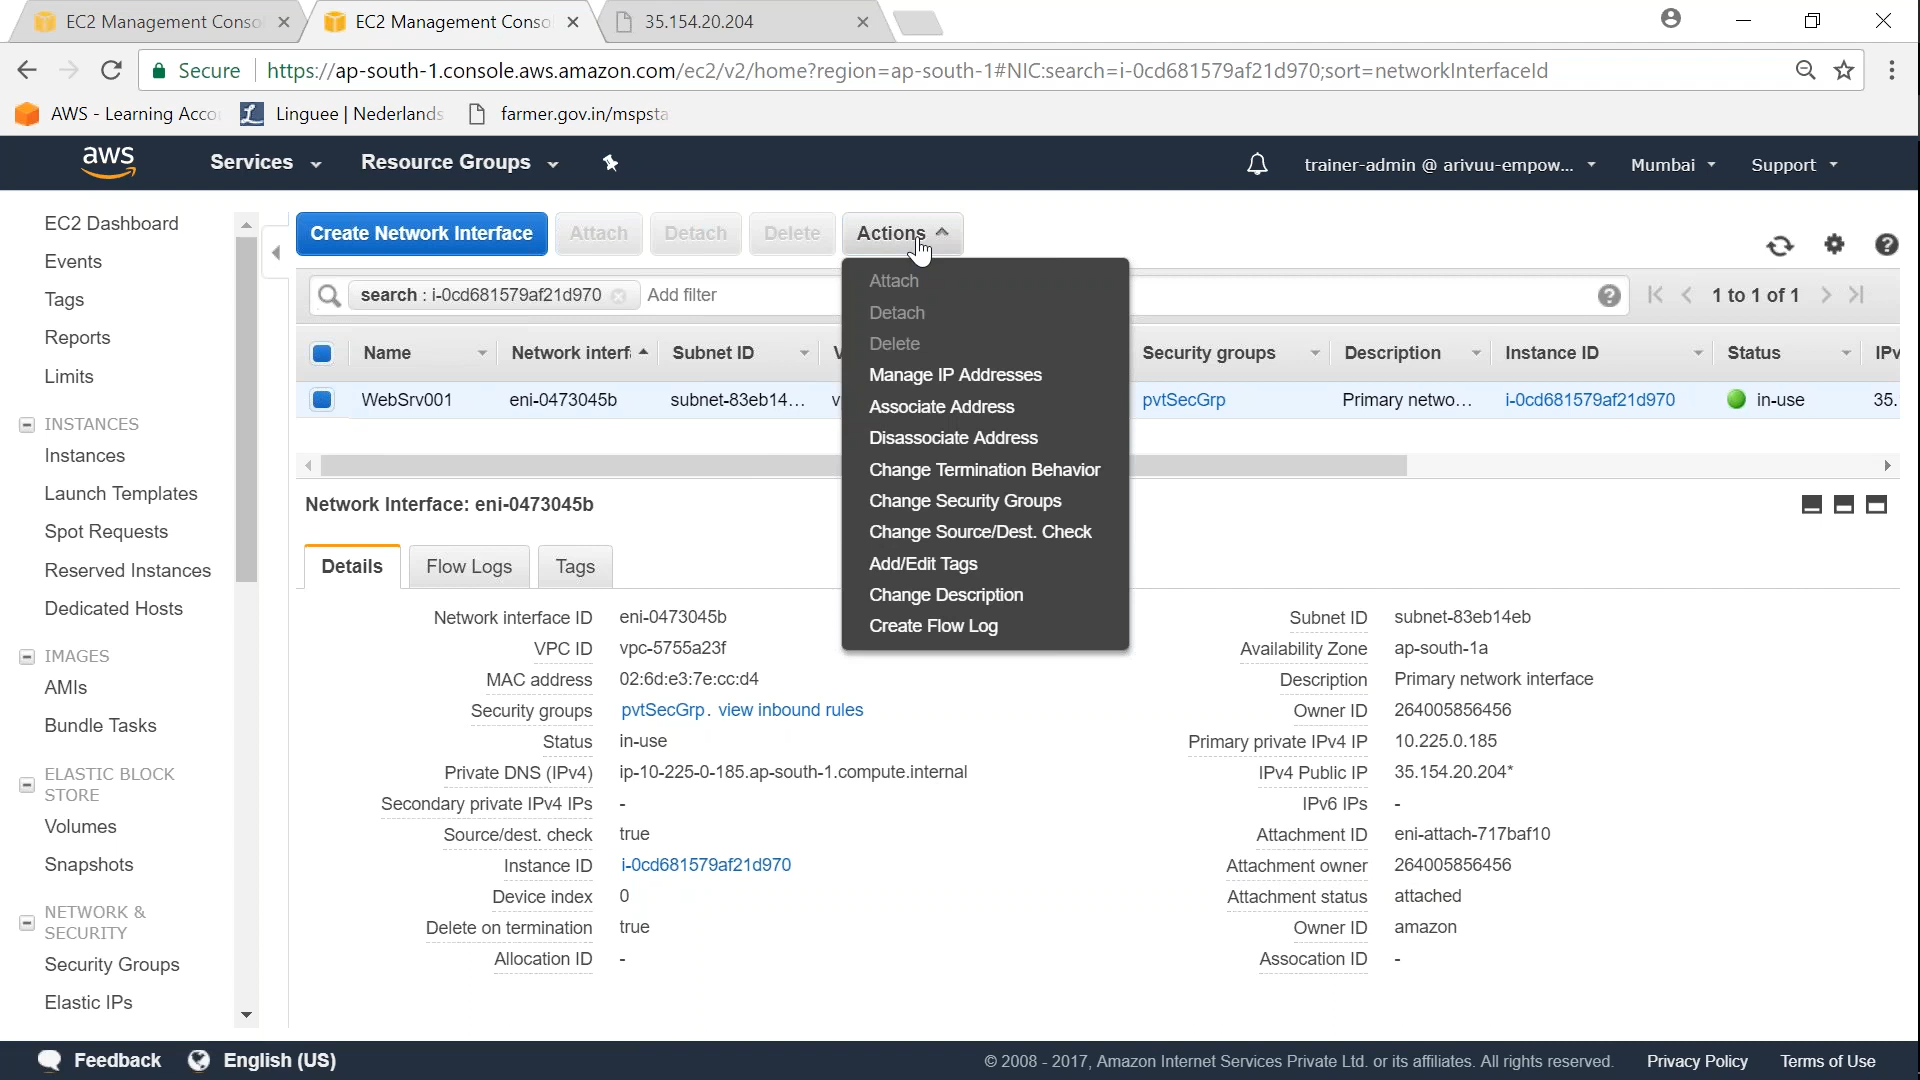 EC2 Management Conso
EC2 Management Conso
35.154.20.204
Secure
https://ap-south-1.console.aws.amazon.com/ec2/v2/home?region=ap-south-1#NIC:search=i-0cd681579af21d970;sort=networkInterfaceId
AWS - Learning Acco
Linguee | Nederlands
farmer.gov.in/mspsta
aws
Services
Resource Groups
trainer-admin @ arivuu-empow...
Mumbai
Support
EC2 Dashboard
Events
Tags
Reports
Limits
INSTANCES
Instances
Launch Templates
Spot Requests
Reserved Instances
Dedicated Hosts
IMAGES
AMIs
Bundle Tasks
ELASTIC BLOCK
STORE
Volumes
Snapshots
NETWORK &
SECURITY
Security Groups
Elastic IPs
Create Network Interface
Attach
Detach
Delete
Actions
search : i-0cd681579af21d970
Add filter
1 to 1 of 1
Name
Network interf
Subnet ID
V
Security groups
Description
Instance ID
Status
IPv
WebSrv001
eni-0473045b
subnet-83eb14...
v
pvtSecGrp
Primary netwo...
i-0cd681579af21d970
in-use
35.
Attach
Detach
Delete
Manage IP Addresses
Associate Address
Disassociate Address
Change Termination Behavior
Change Security Groups
Change Source/Dest. Check
Add/Edit Tags
Change Description
Create Flow Log
Network Interface: eni-0473045b
Details
Flow Logs
Tags
Network interface ID eni-0473045b
VPC ID vpc-5755a23f
MAC address 02:6d:e3:7e:cc:d4
Security groups pvtSecGrp. view inbound rules
Status in-use
Private DNS (IPv4) ip-10-225-0-185.ap-south-1.compute.internal
Secondary private IPv4 IPs -
Source/dest. check true
Instance ID i-0cd681579af21d970
Device index 0
Delete on termination true
Allocation ID -
Subnet ID subnet-83eb14eb
Availability Zone ap-south-1a
Description Primary network interface
Owner ID 264005856456
Primary private IPv4 IP 10.225.0.185
IPv4 Public IP 35.154.20.204*
IPv6 IPs -
Attachment ID eni-attach-717baf10
Attachment owner 264005856456
Attachment status attached
Owner ID amazon
Assocation ID -
Feedback
English (US)
© 2008 - 2017, Amazon Internet Services Private Ltd. or its affiliates. All rights reserved.
Privacy Policy
Terms of Use